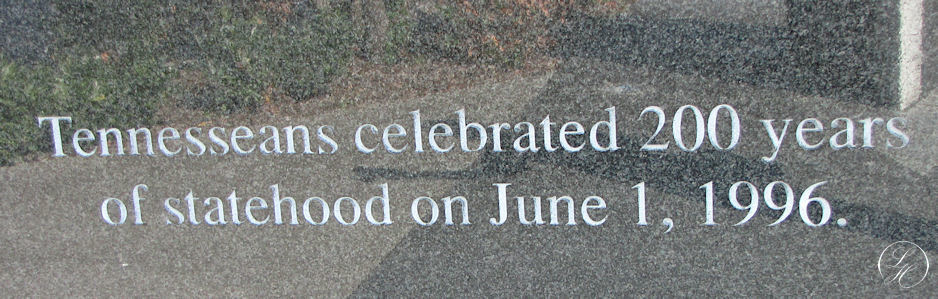 Tennesseans celebrated 200 years
of statehood on June 1, 1996.